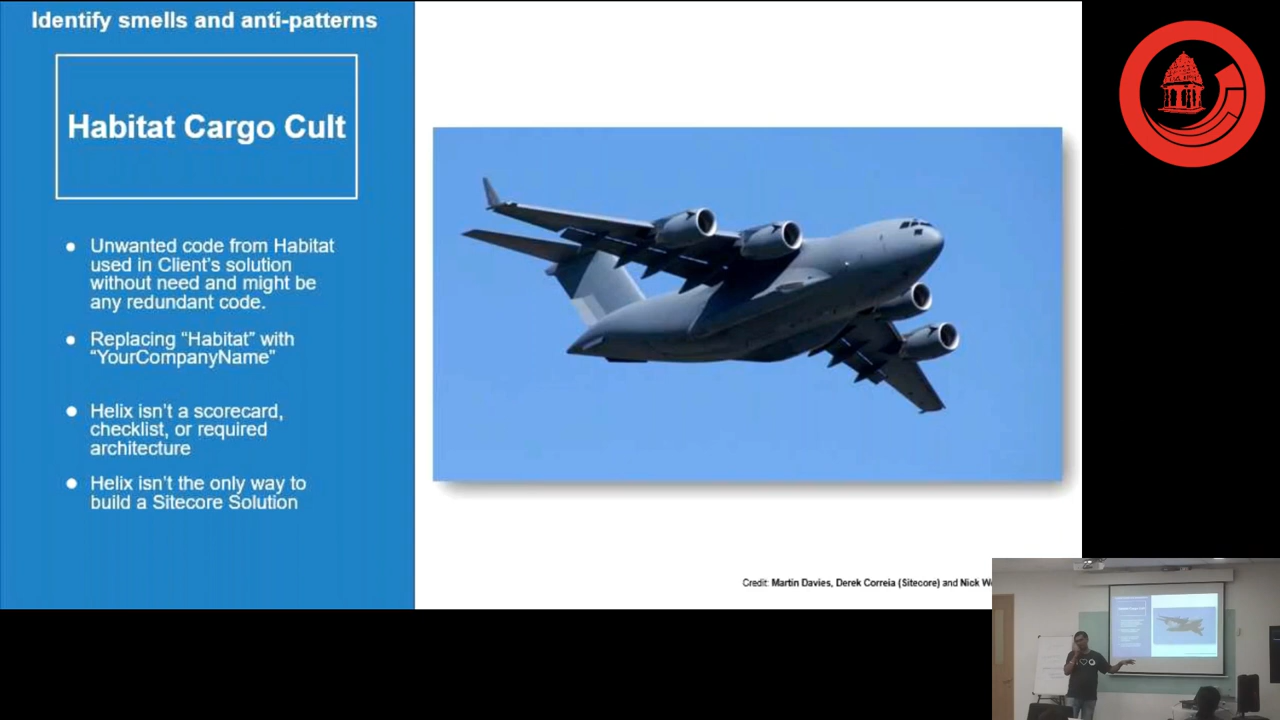 Identify smells and anti-patterns
Habitat Cargo Cult
● Unwanted code from Habitat
used in Client's solution
without need and might be
any redundant code.
● Replacing “Habitat” with
“YourCompanyName”
● Helix isn't a scorecard,
checklist, or required
architecture
● Helix isn't the only way to
build a Sitecore Solution
Credit: Martin Davies, Derek Correia (Sitecore) and Nick